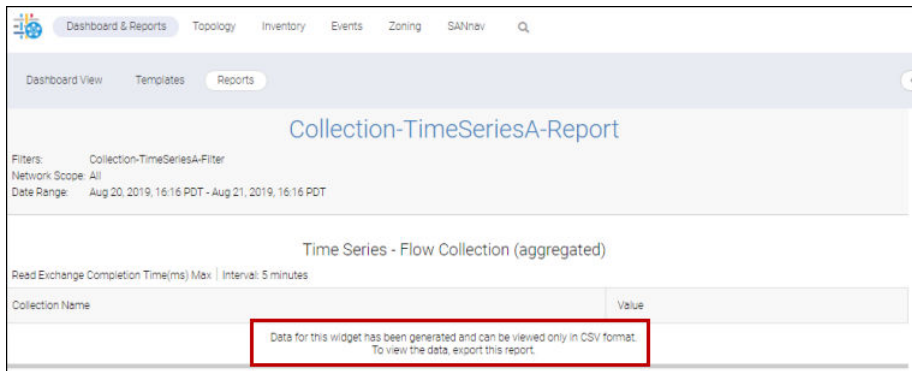 Dashboard & Reports Topology Inventory Events Zoning SANnav
Dashboard View Templates Reports
Collection-TimeSeriesA-Report
Filters: Collection-TimeSeriesA-Filter
Network Scope: All
Date Range: Aug 20, 2019, 16:16 PDT - Aug 21, 2019, 16:16 PDT
Time Series - Flow Collection (aggregated)
Read Exchange Completion Time(ms) Max | Interval: 5 minutes
Collection Name Value
Data for this widget has been generated and can be viewed only in CSV format.
To view the data, export this report.